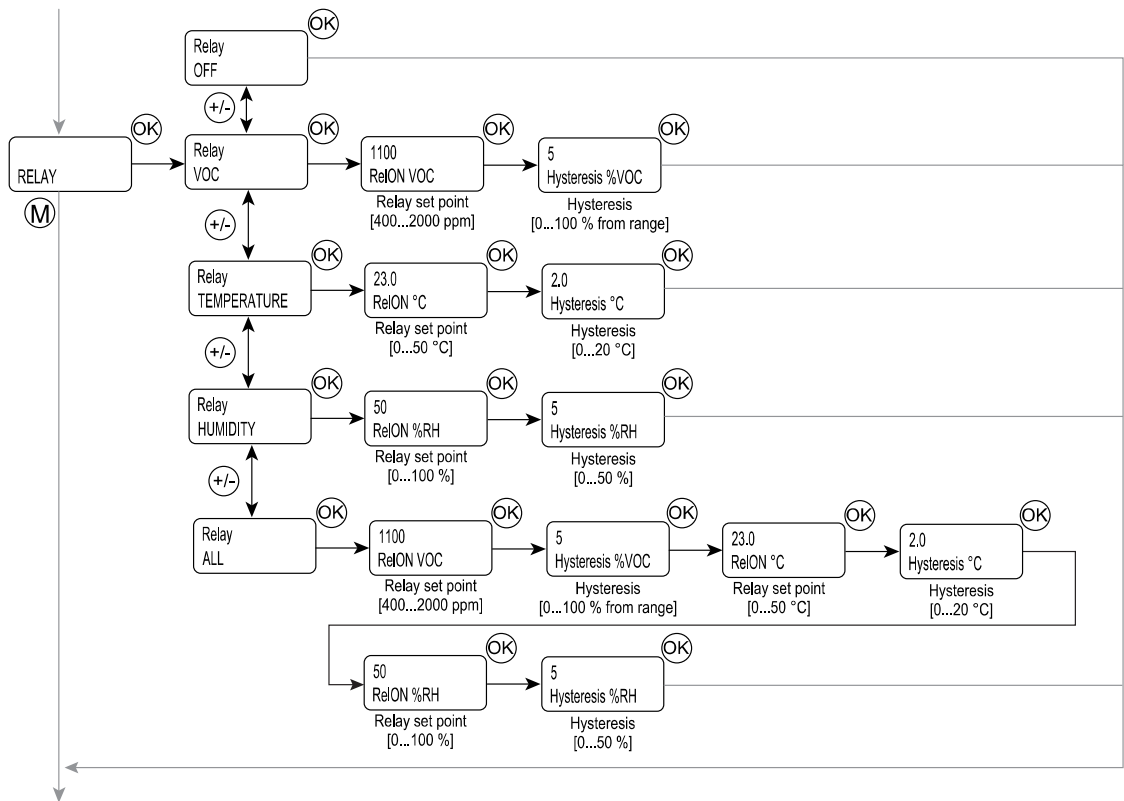 OK
Relay
OFF
+/-
OK
OK
OK
OK
RELAY
Relay
VOC
1100
RelON VOC
5
Hysteresis %VOC
M
Relay set point
[400...2000 ppm]
Hysteresis
[0...100 % from range]
+/-
OK
OK
OK
Relay
TEMPERATURE
23.0
RelON °C
2.0
Hysteresis °C
Relay set point
[0...50 °C]
Hysteresis
[0...20 °C]
+/-
OK
OK
OK
Relay
HUMIDITY
50
RelON %RH
5
Hysteresis %RH
Relay set point
[0...100 %]
Hysteresis
[0...50 %]
+/-
OK
OK
OK
OK
OK
Relay
ALL
1100
RelON VOC
5
Hysteresis %VOC
23.0
RelON °C
2.0
Hysteresis °C
Relay set point
[400...2000 ppm]
Hysteresis
[0...100 % from range]
Relay set point
[0...50 °C]
Hysteresis
[0...20 °C]
OK
OK
50
RelON %RH
5
Hysteresis %RH
Relay set point
[0...100 %]
Hysteresis
[0...50 %]